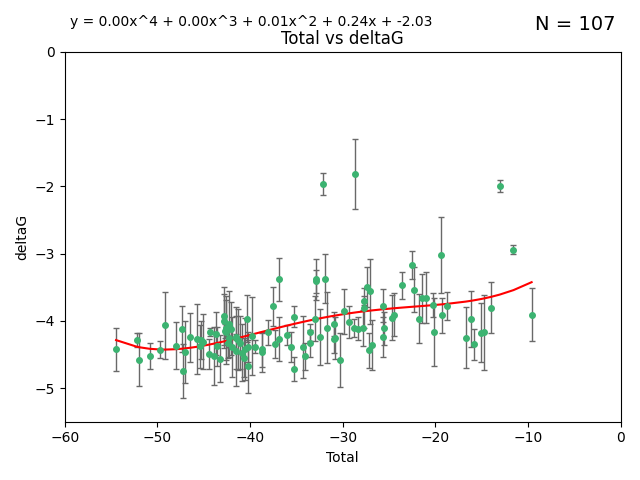 y = 0.00x^4 + 0.00x^3 + 0.01x^2 + 0.24x + -2.03
N = 107
Total vs deltaG
0
−1
−2
−3
−4
−5
deltaG
−60 −50 −40 −30 −20 −10 0
Total